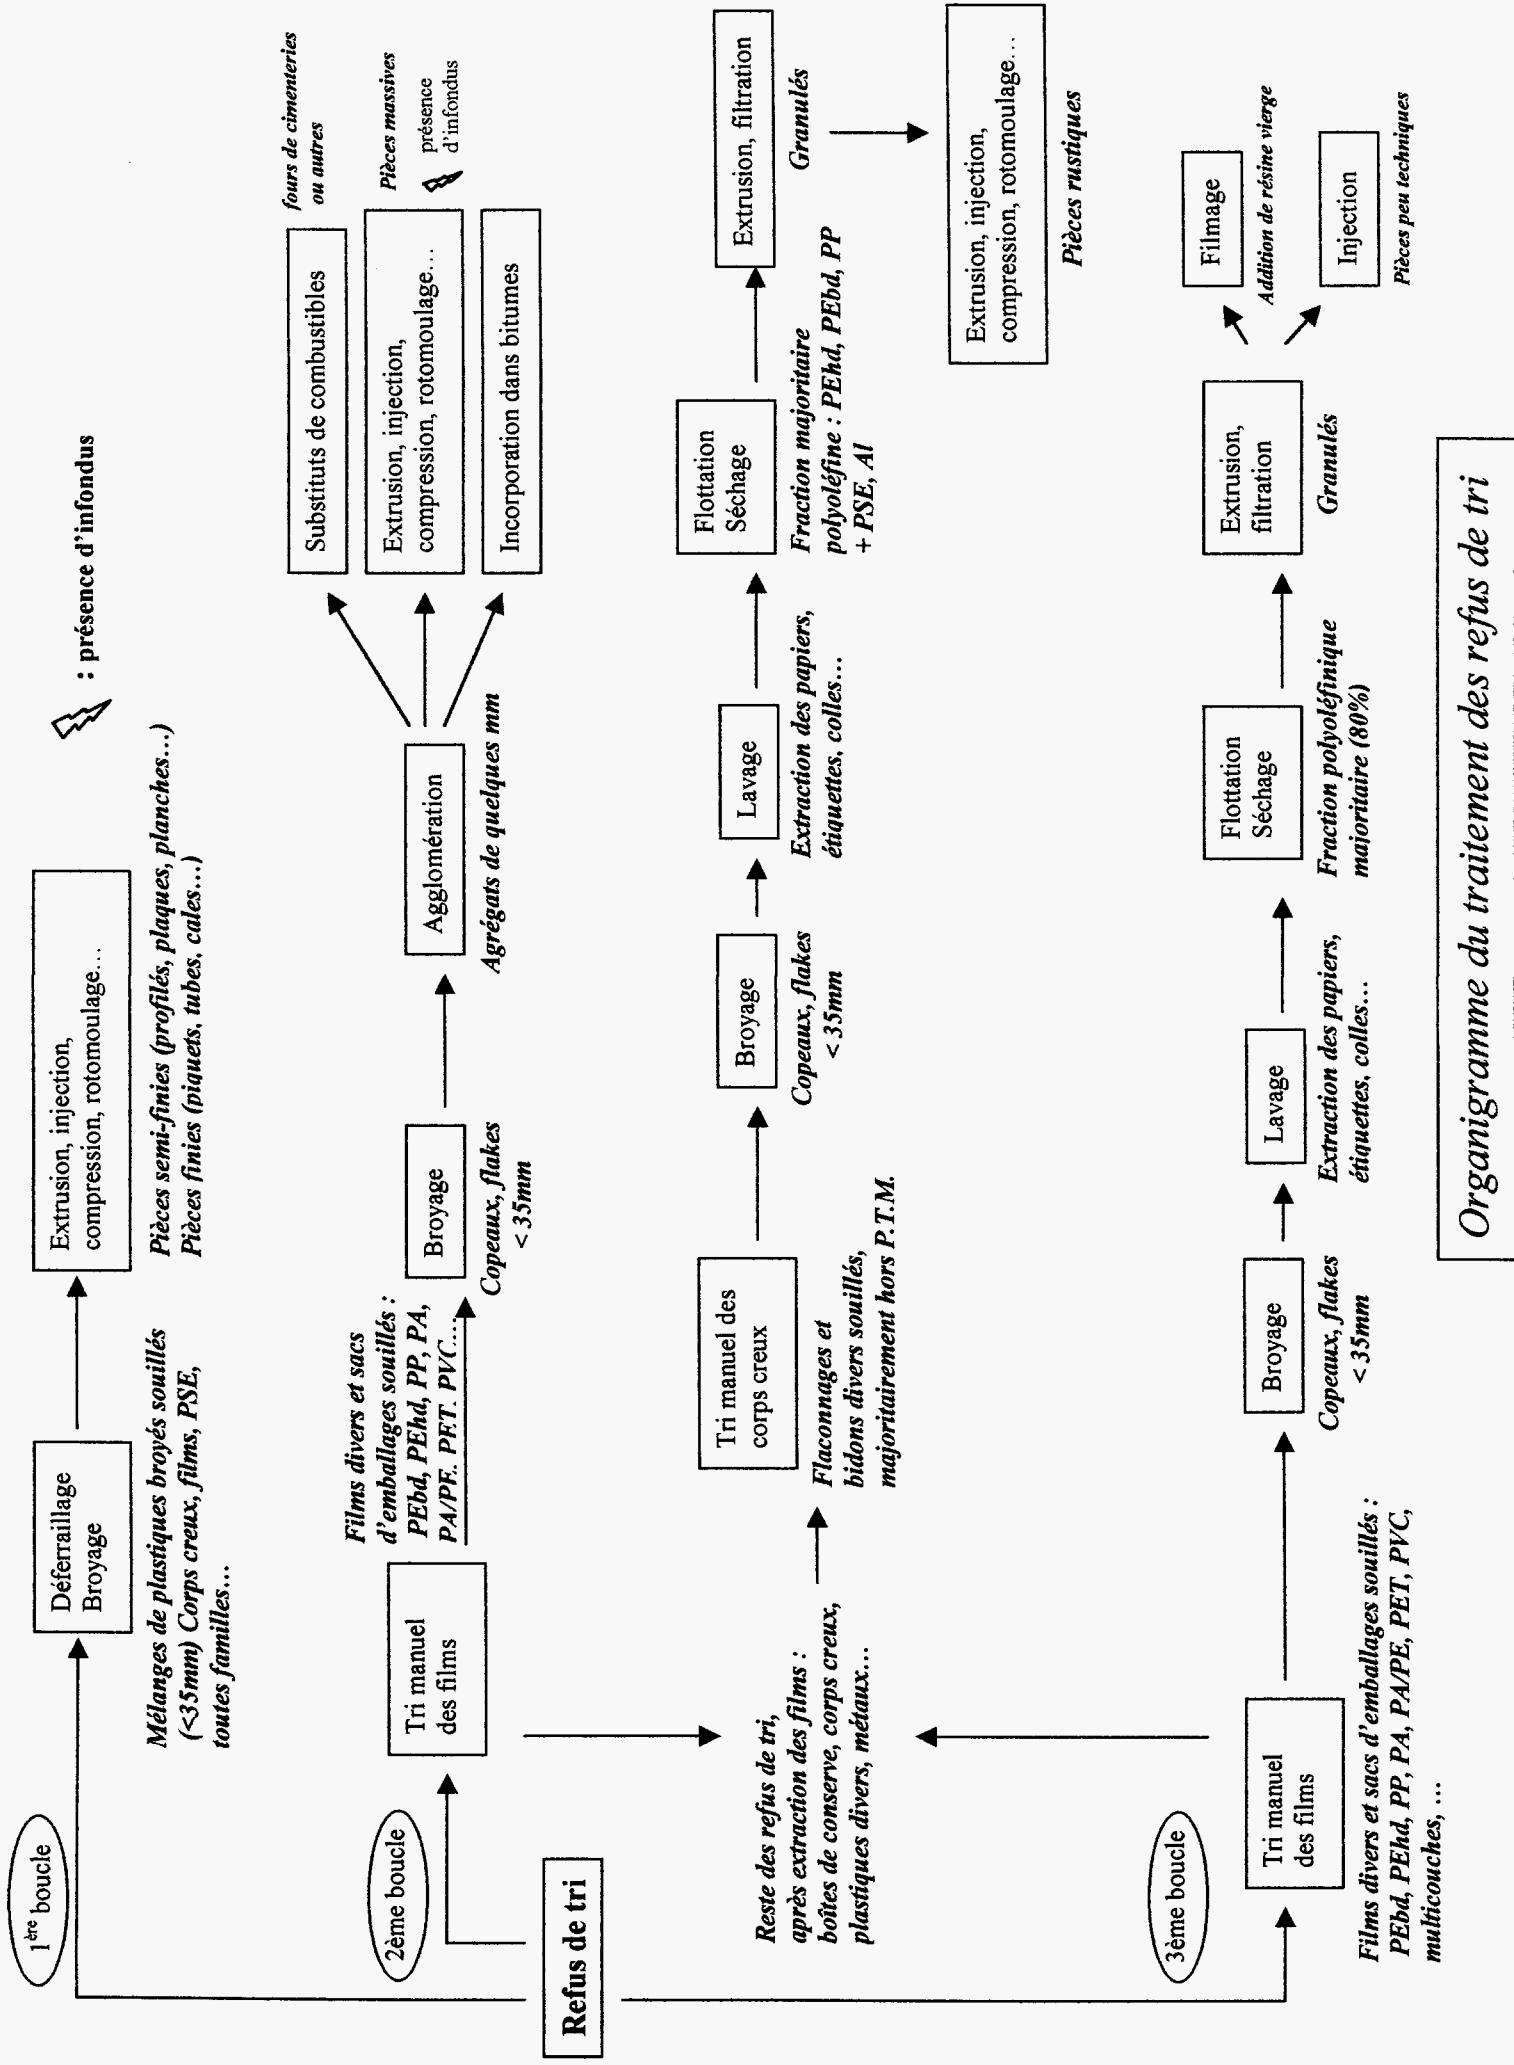 1ère boucle
Déferraillage
Broyage
Mélanges de plastiques broyés souillés
(<35mm) Corps creux, films, PSE,
toutes familles…
Extrusion, injection,
compression, rotomoulage…
Pièces semi-finies (profilés, plaques, planches…)
Pièces finies (piquets, tubes, cales…)
: présence d'infondus
2ème boucle
Refus de tri
Tri manuel
des films
Films divers et sacs
d'emballages souillés :
PEbd, PEhd, PP, PA,
PA/PE. PET. PVC….
Broyage
Copeaux, flakes
< 35mm
Agglomération
Agrégats de quelques mm
Substituts de combustibles
fours de cimenteries
ou autres
Extrusion, injection,
compression, rotomoulage…
Pièces massives
présence
d'infondus
Incorporation dans bitumes
Reste des refus de tri,
après extraction des films :
boîtes de conserve, corps creux,
plastiques divers, métaux…
Tri manuel des
corps creux
Flaconnages et
bidons divers souillés,
majoritairement hors P.T.M.
Broyage
Copeaux, flakes
< 35mm
Lavage
Extraction des papiers,
étiquettes, colles…
Flottation
Séchage
Fraction majoritaire
polyoléfine : PEhd, PEbd, PP
+ PSE, Al
Extrusion, filtration
Granulés
Extrusion, injection,
compression, rotomoulage…
Pièces rustiques
3ème boucle
Tri manuel
des films
Films divers et sacs d'emballages souillés :
PEbd, PEhd, PP, PA, PA/PE, PET, PVC,
multicouches, …
Broyage
Copeaux, flakes
< 35mm
Lavage
Extraction des papiers,
étiquettes, colles…
Flottation
Séchage
Fraction polyoléfinique
majoritaire (80%)
Extrusion,
filtration
Granulés
Filmage
Addition de résine vierge
Injection
Pièces peu techniques
Organigramme du traitement des refus de tri